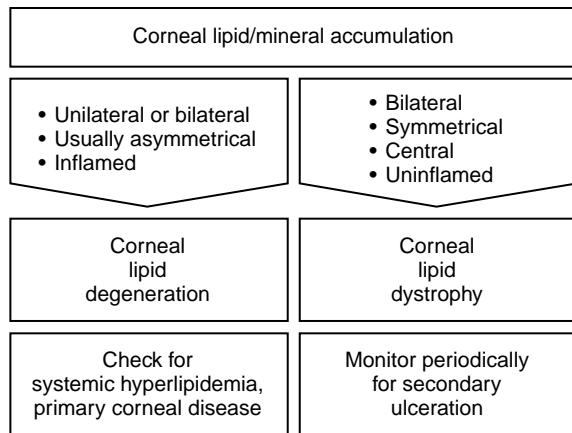 Corneal lipid/mineral accumulation
• Unilateral or bilateral
• Usually asymmetrical
• Inflamed
• Bilateral
• Symmetrical
• Central
• Uninflamed
Corneal
lipid
degeneration
Corneal
lipid
dystrophy
Check for
systemic hyperlipidemia,
primary corneal disease
Monitor periodically
for secondary
ulceration